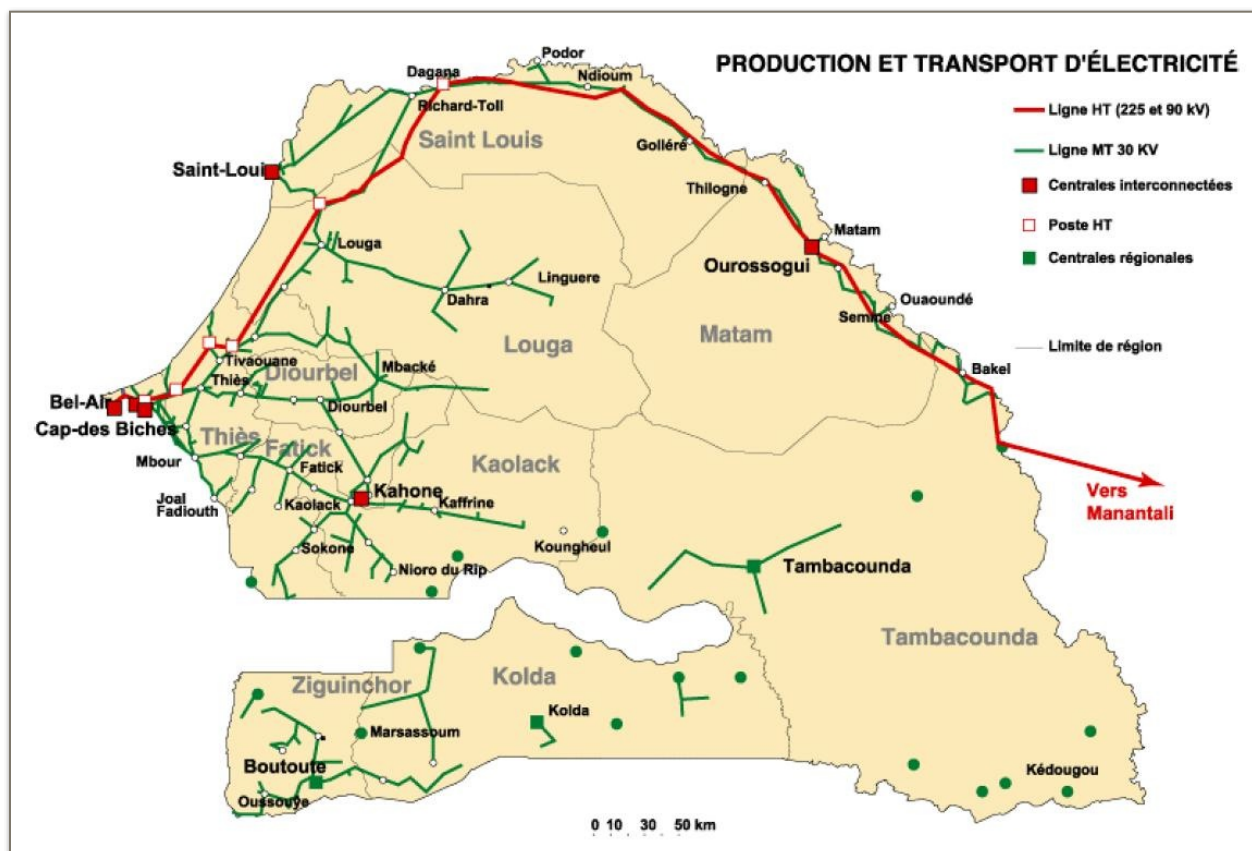 PRODUCTION ET TRANSPORT D'ÉLECTRICITÉ
Ligne HT (225 et 90 kV)
Ligne MT 30 KV
Centrales interconnectées
Poste HT
Centrales régionales
Limite de région
Podor
Dagana
Ndioum
Richard-Toll
Saint Louis
Golléré
Saint-Loui
Thilogne
Matam
Louga
Ourossogui
Linguere
Dahra
Ouaoundé
Semme
Matam
Louga
Tivaouane
Diourbel
Mbacké
Bakel
Thiès
Bel-Air
Diourbel
Cap-des Biches
Thiès
Fatick
Mbour
Fatick
Kaolack
Kahone
Vers
Manantali
Joal
Fadiouth
Kaolack
Kaffrine
Koungheul
Sokone
Nioro du Rip
Tambacounda
Tambacounda
Ziguinchor
Kolda
Kolda
Marsassoum
Boutoute
Kédougou
Oussouye
0 10 30 50 km